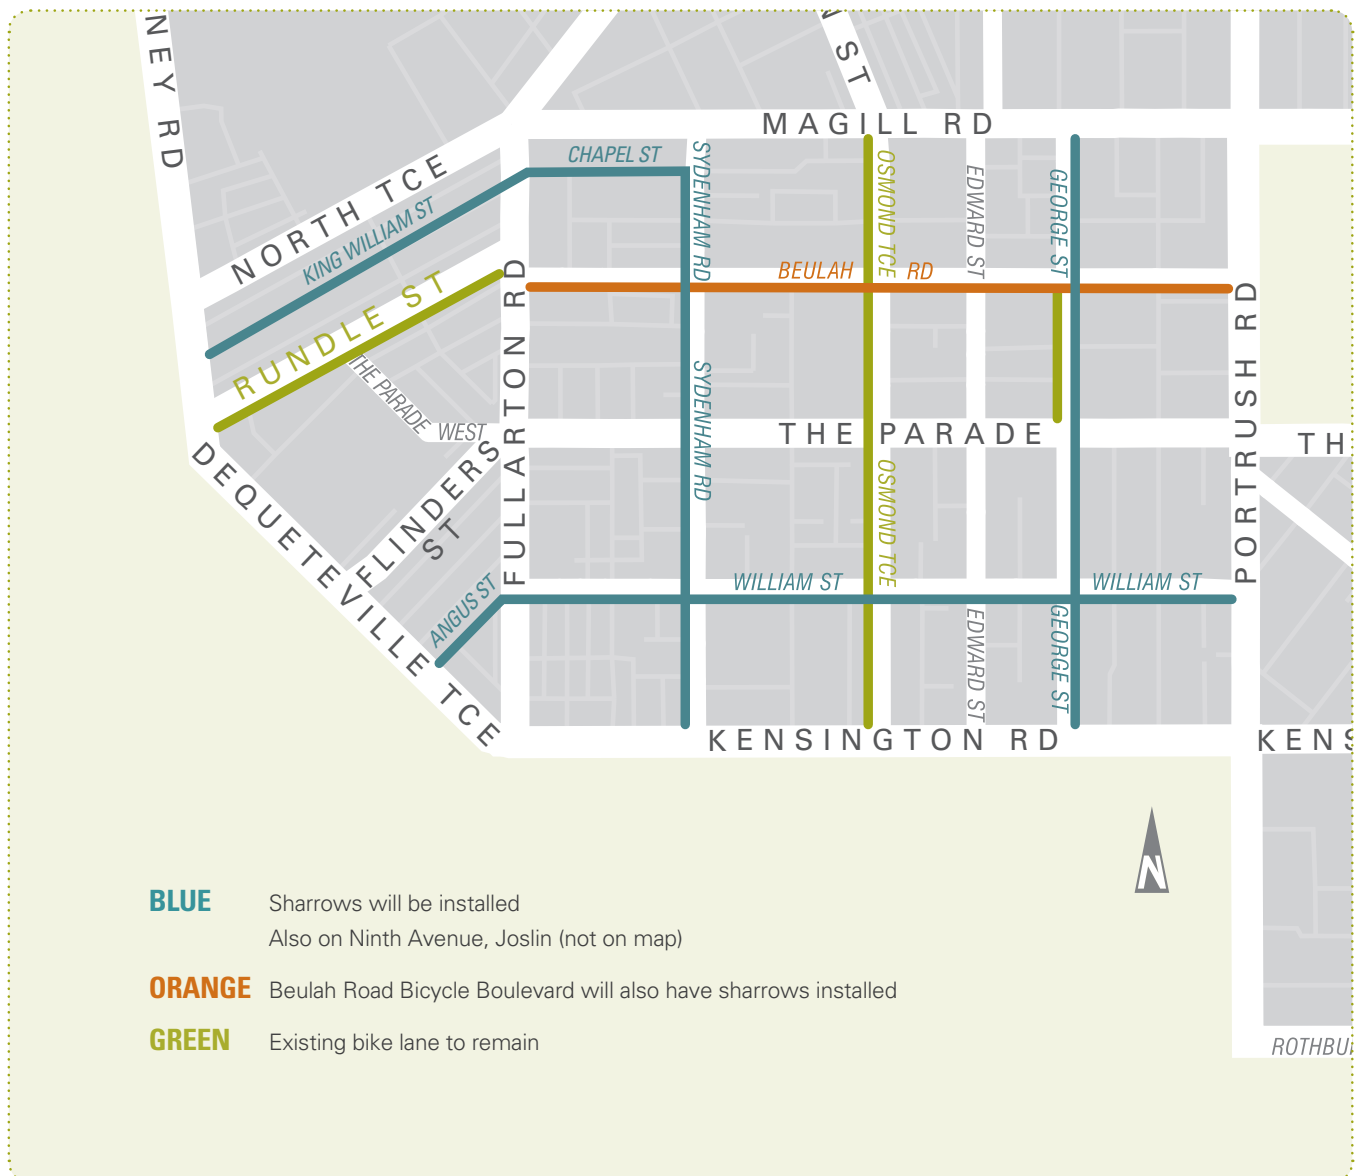 NEY RD
N ST
MAGILL RD
CHAPEL ST
SYDENHAM RD
OSMOND TCE
EDWARD ST
GEORGE ST
NORTH TCE
KING WILLIAM ST
BEULAH RD
RUNDLE ST
FULLARTON RD
PORTRUSH RD
THE PARADE WEST
SYDENHAM RD
THE PARADE
TH
DEQUETEVILLE TCE
FLINDERS
ST
OSMOND TCE
ANGUS ST
WILLIAM ST
WILLIAM ST
EDWARD ST
GEORGE ST
KENSINGTON RD
KENS
N
BLUE Sharrows will be installed
Also on Ninth Avenue, Joslin (not on map)
ORANGE Beulah Road Bicycle Boulevard will also have sharrows installed
GREEN Existing bike lane to remain
ROTHBU